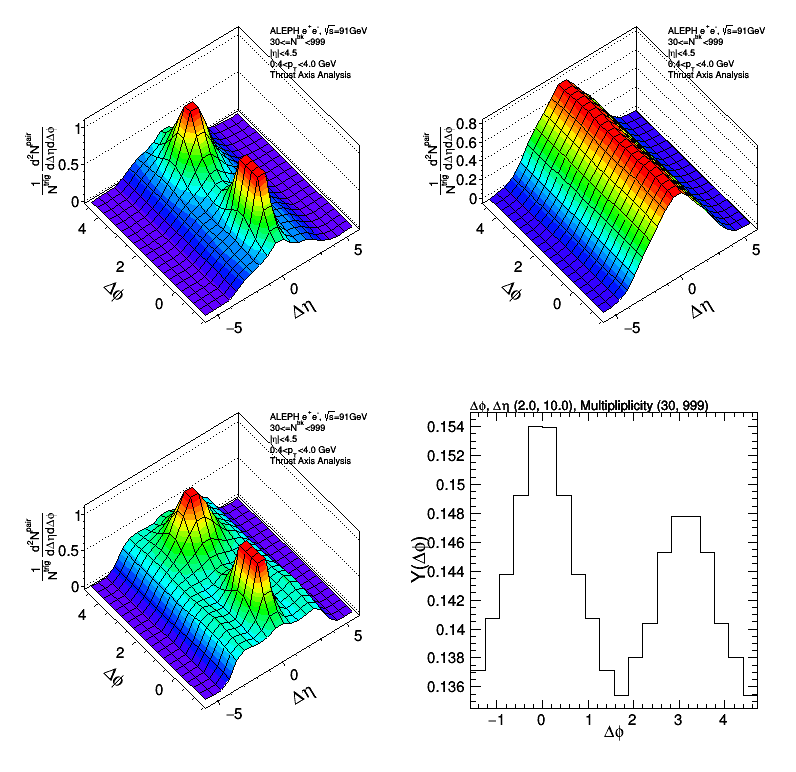 ALEPH e+e-, √s=91GeV
30<=N^trk<999
|η|<4.5
0.4<p_T<4.0 GeV
Thrust Axis Analysis
1/N^trig d²N^pair/dΔηdΔφ
1
0.5
0
4
2
0
Δφ
−5
0
5
Δη
ALEPH e+e-, √s=91GeV
30<=N^trk<999
|η|<4.5
0.4<p_T<4.0 GeV
Thrust Axis Analysis
1/N^trig d²N^pair/dΔηdΔφ
0.8
0.6
0.4
0.2
0
4
2
0
Δφ
−5
0
5
Δη
ALEPH e+e-, √s=91GeV
30<=N^trk<999
|η|<4.5
0.4<p_T<4.0 GeV
Thrust Axis Analysis
1/N^trig d²N^pair/dΔηdΔφ
1
0.5
0
4
2
0
Δφ
−5
0
5
Δη
Δφ, Δη (2.0, 10.0), Multipliplicity (30, 999)
Y(Δφ)
0.154
0.152
0.15
0.148
0.146
0.144
0.142
0.14
0.138
0.136
−1 0 1 2 3 4
Δφ